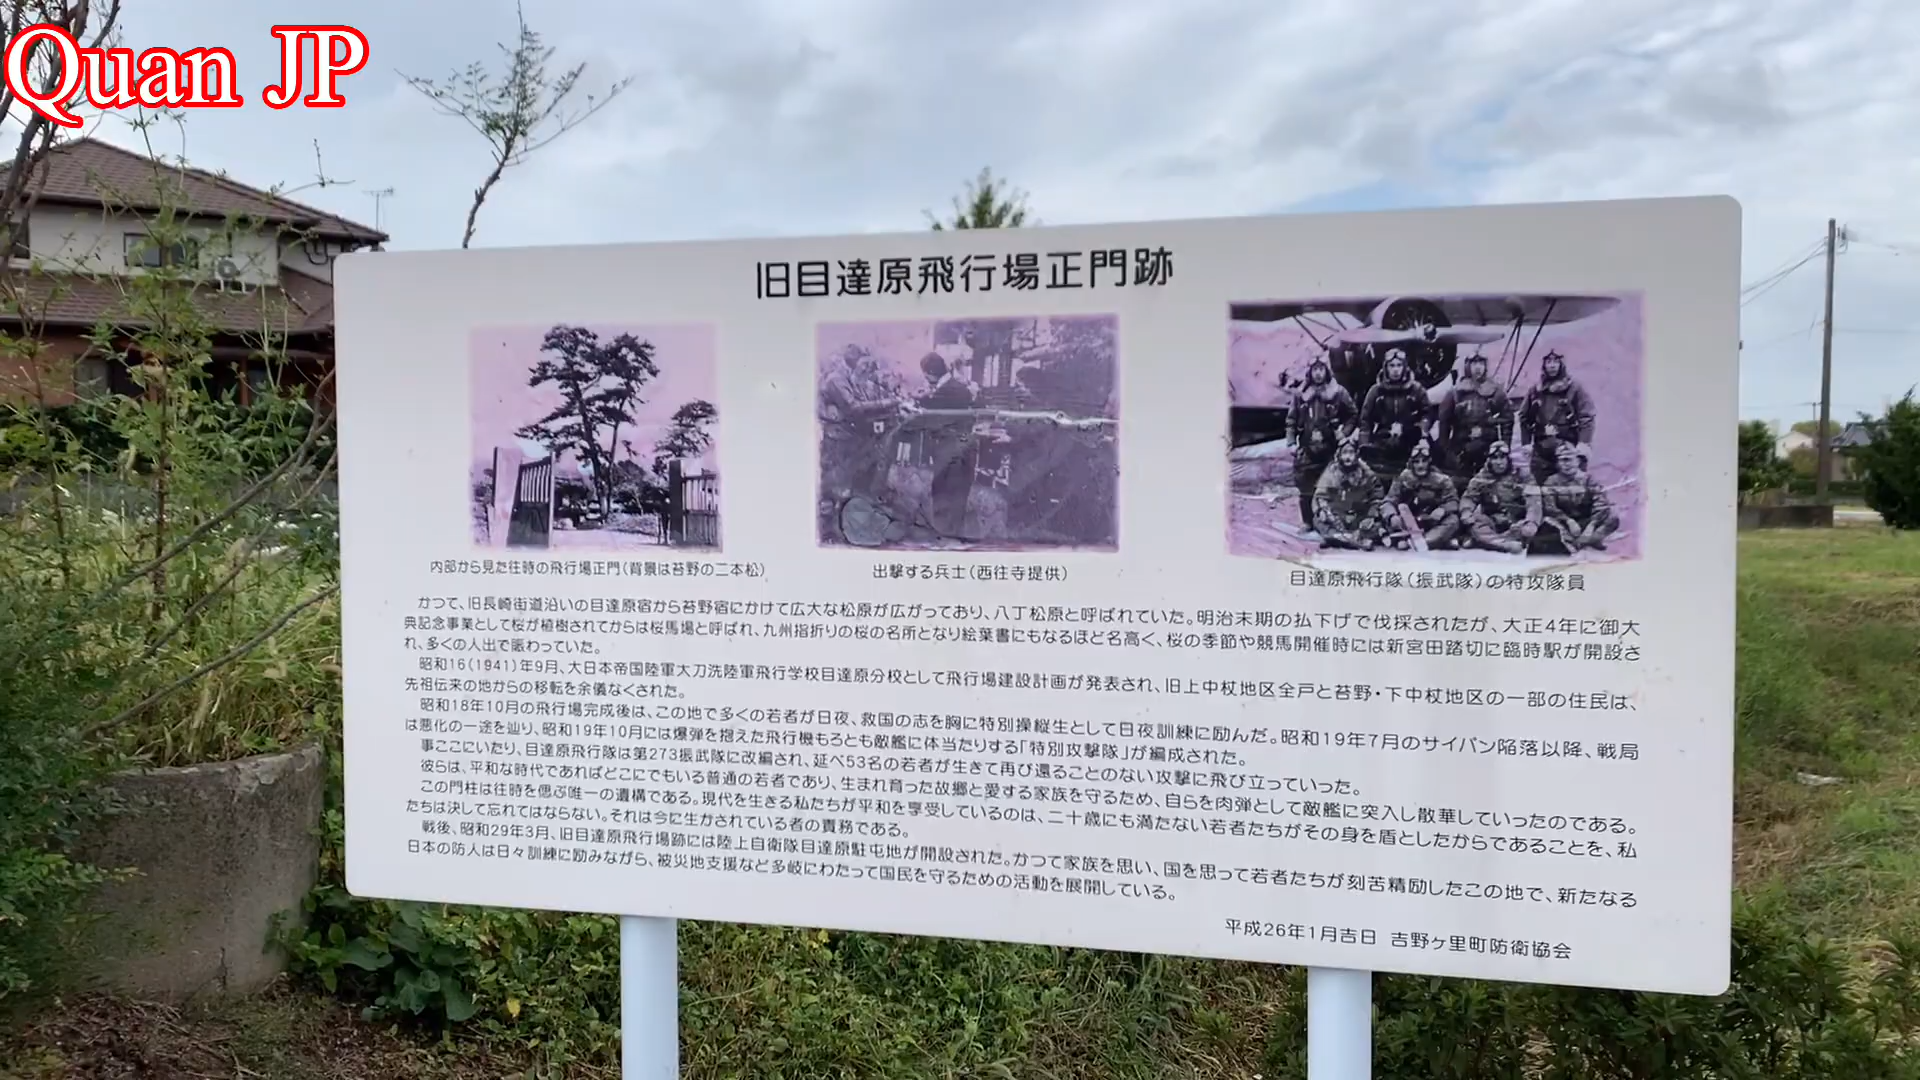 Quan JP
旧目達原飛行場正門跡
内部から見た往時の飛行場正門(背景は苔野の二本松)
出撃する兵士(西往寺提供)
目達原飛行隊(振武隊)の特攻隊員
かつて、旧長崎街道沿いの目達原宿から苔野宿にかけて広大な松原が広がっており、八丁松原と呼ばれていた。明治末期の払下げで伐採されたが、大正4年に御大
典記念事業として桜が植樹されてからは桜馬場と呼ばれ、九州指折りの桜の名所となり絵葉書にもなるほど名高く、桜の季節や競馬開催時には新宮田踏切に臨時駅が開設さ
れ、多くの人出で賑わっていた。
昭和16(1941)年9月、大日本帝国陸軍大刀洗陸軍飛行学校目達原分校として飛行場建設計画が発表され、旧上中杖地区全戸と苔野・下中杖地区の一部の住民は、
先祖伝来の地からの移転を余儀なくされた。
昭和18年10月の飛行場完成後は、この地で多くの若者が日夜、救国の志を胸に特別操縦生として日夜訓練に励んだ。昭和19年7月のサイパン陥落以降、戦局
は悪化の一途を辿り、昭和19年10月には爆弾を抱えた飛行機もろとも敵艦に体当たりする「特別攻撃隊」が編成された。
事ここにいたり、目達原飛行隊は第273振武隊に改編され、延べ53名の若者が生きて再び還ることのない攻撃に飛び立っていった。
彼らは、平和な時代であればどこにでもいる普通の若者であり、生まれ育った故郷と愛する家族を守るため、自らを肉弾として敵艦に突入し散華していったのである。
この門柱は往時を偲ぶ唯一の遺構である。現代を生きる私たちが平和を享受しているのは、二十歳にも満たない若者たちがその身を盾としたからであることを、私
たちは決して忘れてはならない。それは今に生かされている者の責務である。
戦後、昭和29年3月、旧目達原飛行場跡には陸上自衛隊目達原駐屯地が開設された。かつて家族を思い、国を思って若者たちが刻苦精励したこの地で、新たなる
日本の防人は日々訓練に励みながら、被災地支援など多岐にわたって国民を守るための活動を展開している。
平成26年1月吉日 吉野ヶ里町防衛協会